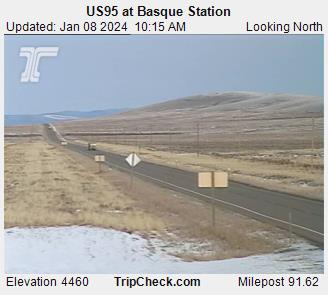 US95 at Basque Station
Updated: Jan 08 2024 10:15 AM Looking North
Elevation 4460 TripCheck.com Milepost 91.62